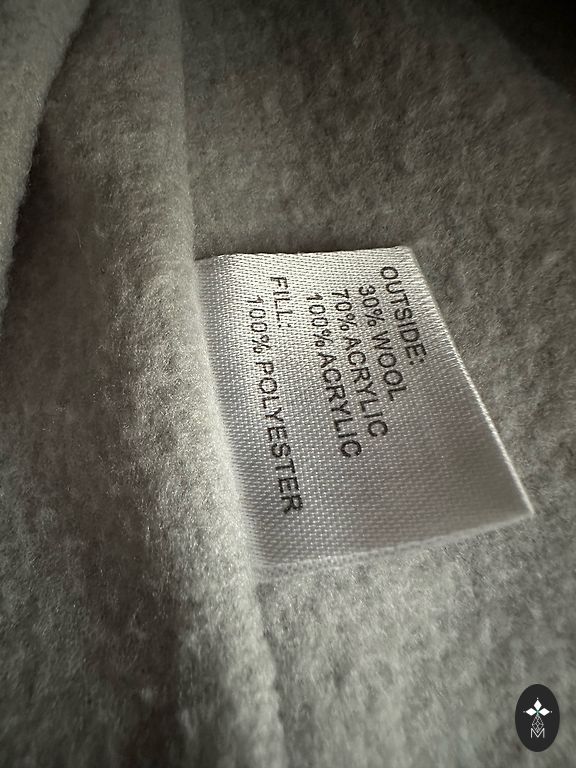 OUTSIDE:
30% WOOL
70% ACRYLIC
100% ACRYLIC
FILL:
100% POLYESTER
M